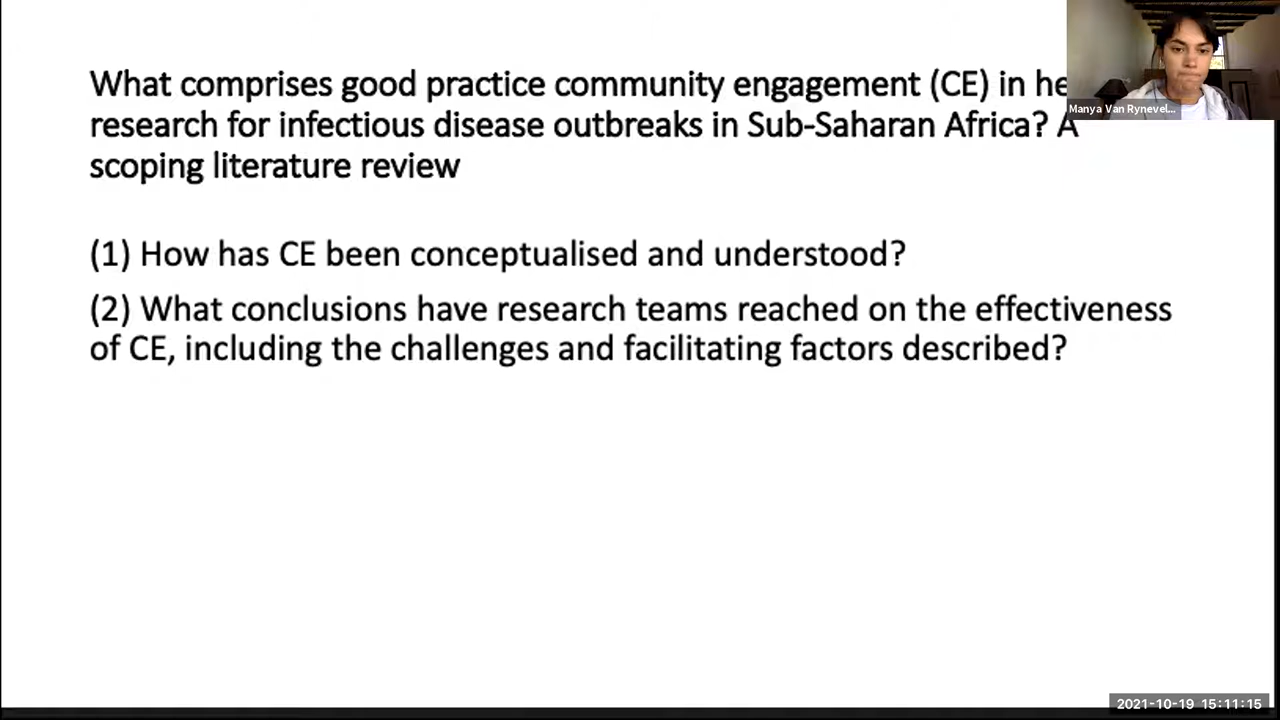 What comprises good practice community engagement (CE) in he
research for infectious disease outbreaks in Sub-Saharan Africa? A
scoping literature review
(1) How has CE been conceptualised and understood?
(2) What conclusions have research teams reached on the effectiveness
of CE, including the challenges and facilitating factors described?
Manya Van Rynevel...
2021-10-19 15:11:15